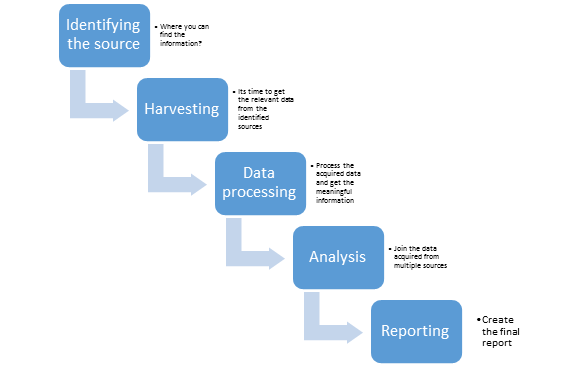 Identifying
the source
• Where you can
find the
information?
Harvesting
• Its time to get
the relevant data
from the
identified
sources
Data
processing
• Process the
acquired data
and get the
meaningful
information
Analysis
• Join the data
acquired from
multiple sources
Reporting
• Create
the final
report